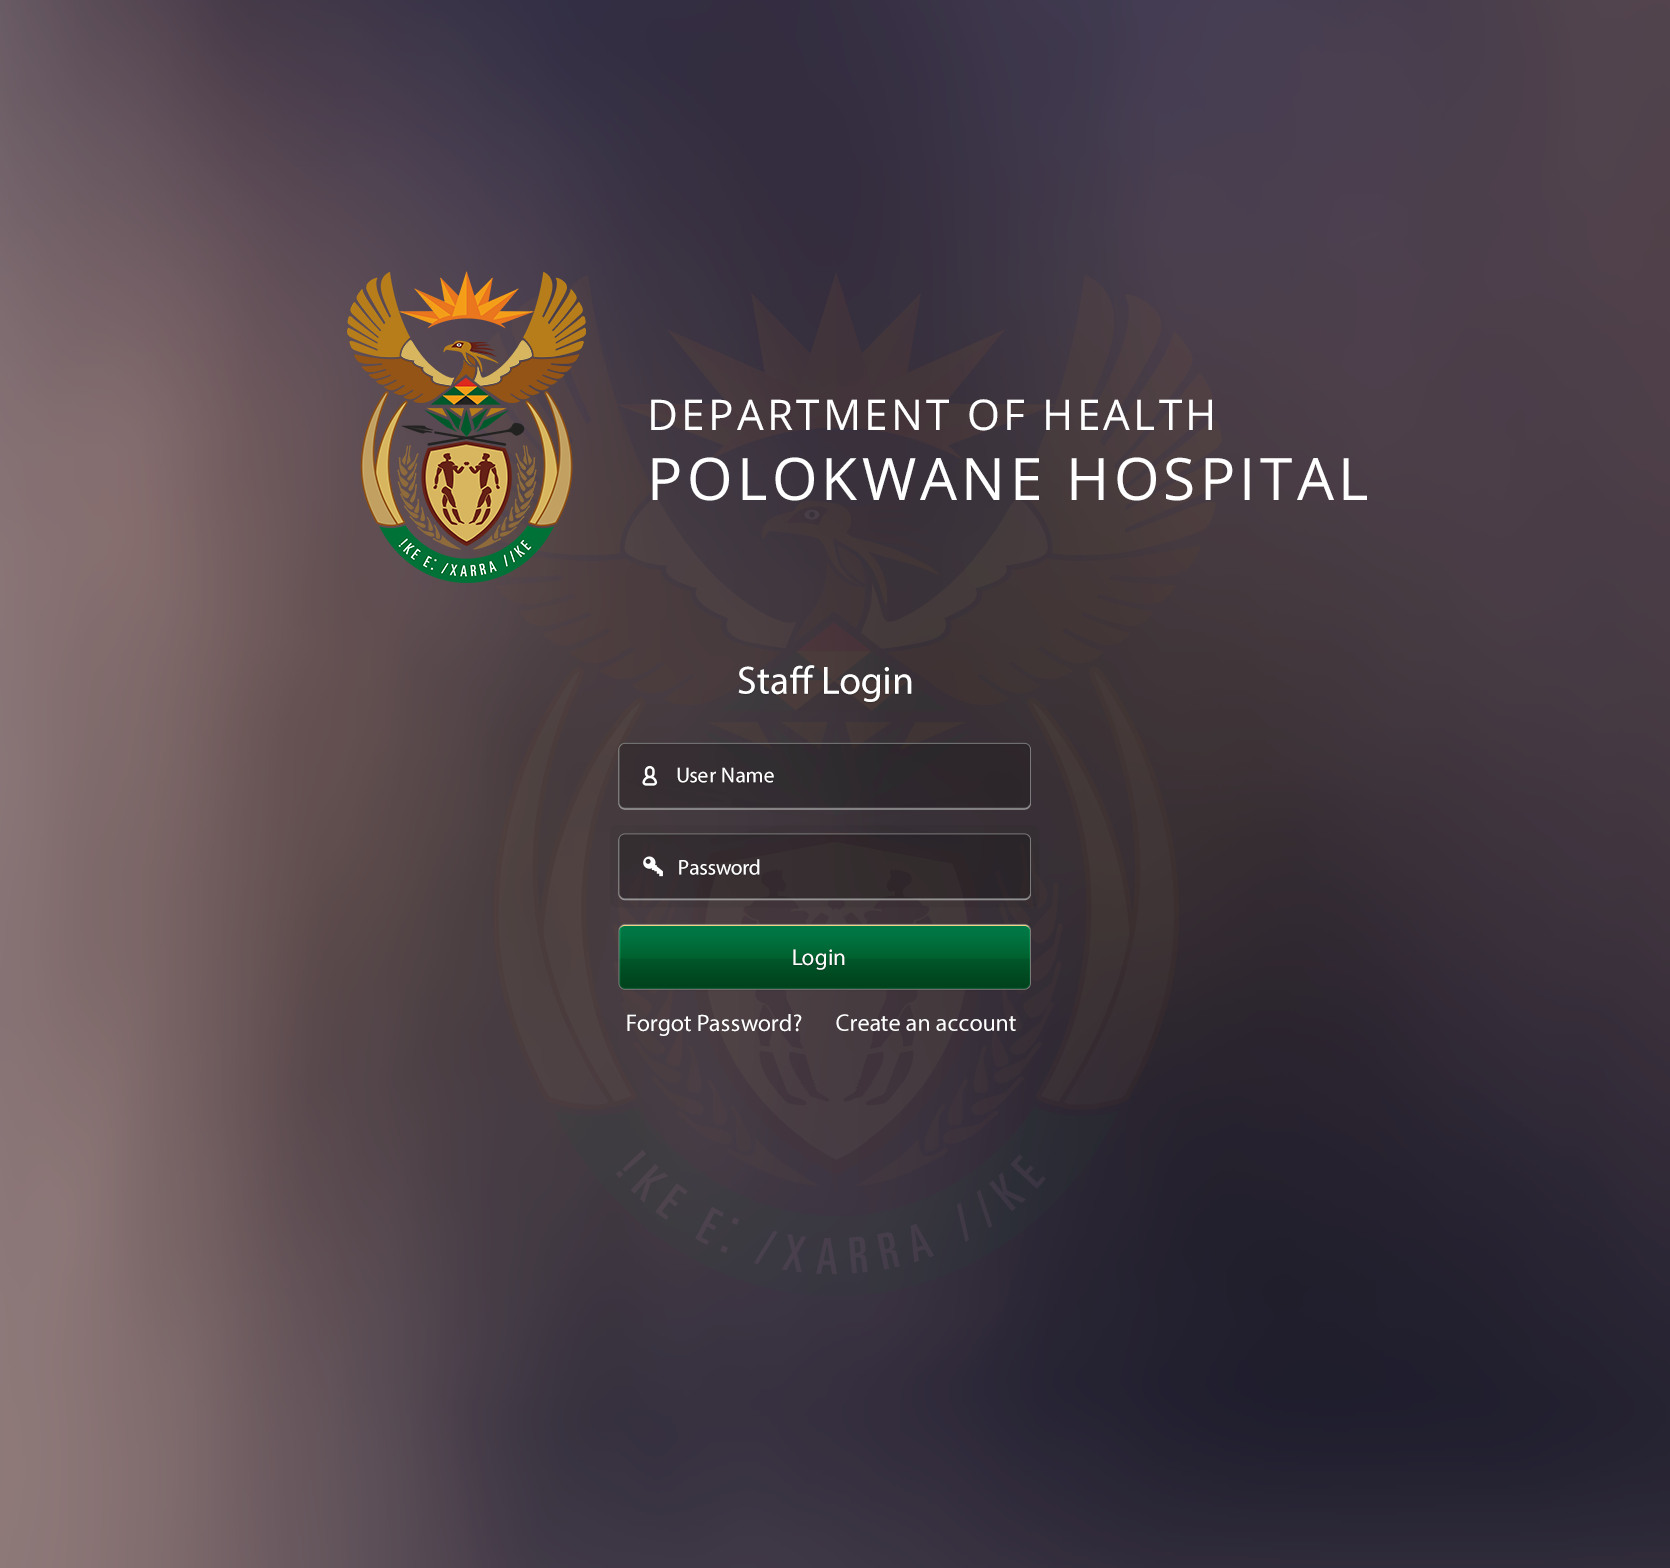 !KE E: /XARRA //KE
DEPARTMENT OF HEALTH
POLOKWANE HOSPITAL
Staff Login
User Name
Password
Login
Forgot Password? Create an account
!KE E: /XARRA //KE